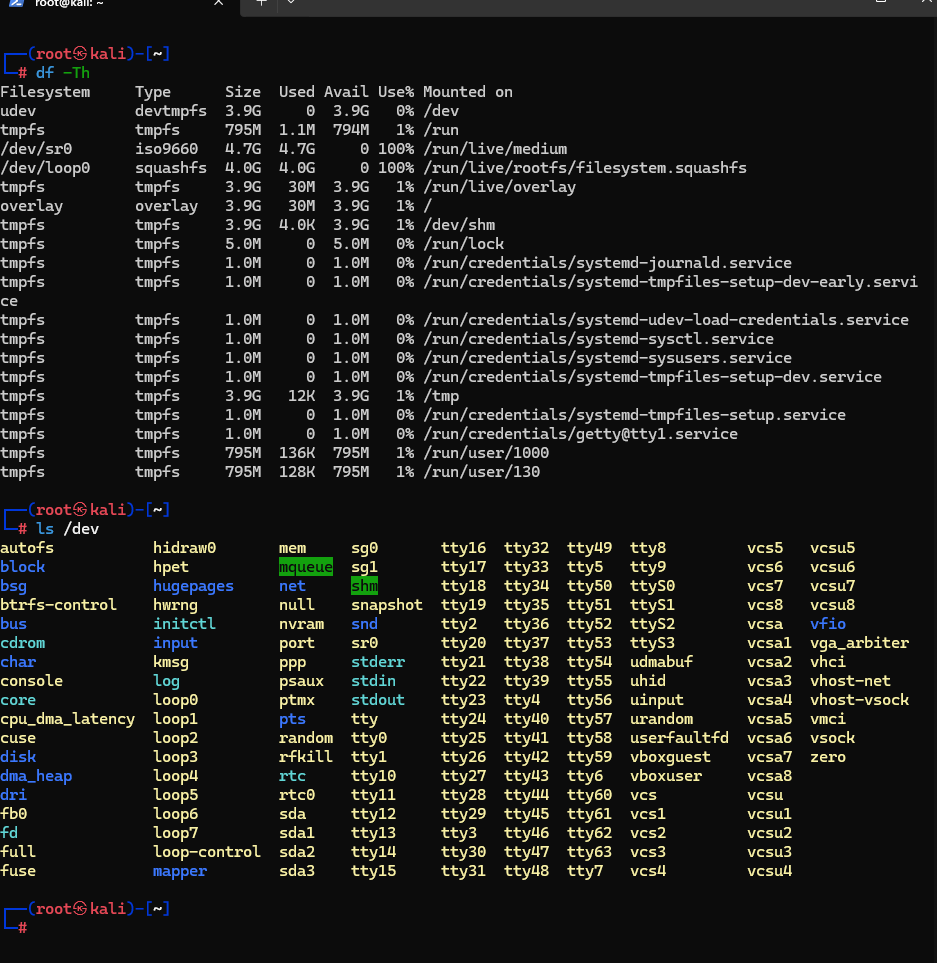 root@kali: ~
┌──(root㉿kali)-[~]
└─# df -Th
Filesystem     Type      Size  Used Avail Use% Mounted on
udev           devtmpfs  3.9G     0  3.9G   0% /dev
tmpfs          tmpfs     795M  1.1M  794M   1% /run
/dev/sr0       iso9660   4.7G  4.7G     0 100% /run/live/medium
/dev/loop0     squashfs  4.0G  4.0G     0 100% /run/live/rootfs/filesystem.squashfs
tmpfs          tmpfs     3.9G   30M  3.9G   1% /run/live/overlay
overlay        overlay   3.9G   30M  3.9G   1% /
tmpfs          tmpfs     3.9G  4.0K  3.9G   1% /dev/shm
tmpfs          tmpfs     5.0M     0  5.0M   0% /run/lock
tmpfs          tmpfs     1.0M     0  1.0M   0% /run/credentials/systemd-journald.service
tmpfs          tmpfs     1.0M     0  1.0M   0% /run/credentials/systemd-tmpfiles-setup-dev-early.servi
ce
tmpfs          tmpfs     1.0M     0  1.0M   0% /run/credentials/systemd-udev-load-credentials.service
tmpfs          tmpfs     1.0M     0  1.0M   0% /run/credentials/systemd-sysctl.service
tmpfs          tmpfs     1.0M     0  1.0M   0% /run/credentials/systemd-sysusers.service
tmpfs          tmpfs     1.0M     0  1.0M   0% /run/credentials/systemd-tmpfiles-setup-dev.service
tmpfs          tmpfs     3.9G   12K  3.9G   1% /tmp
tmpfs          tmpfs     1.0M     0  1.0M   0% /run/credentials/systemd-tmpfiles-setup.service
tmpfs          tmpfs     1.0M     0  1.0M   0% /run/credentials/getty@tty1.service
tmpfs          tmpfs     795M  136K  795M   1% /run/user/1000
tmpfs          tmpfs     795M  128K  795M   1% /run/user/130
┌──(root㉿kali)-[~]
└─# ls /dev
autofs           hidraw0       mem     sg0       tty16  tty32  tty49  tty8         vcs5   vcsu5
block            hpet          mqueue  sg1       tty17  tty33  tty5   tty9         vcs6   vcsu6
bsg              hugepages     net     shm       tty18  tty34  tty50  ttyS0        vcs7   vcsu7
btrfs-control    hwrng         null    snapshot  tty19  tty35  tty51  ttyS1        vcs8   vcsu8
bus              initctl       nvram   snd       tty2   tty36  tty52  ttyS2        vcsa   vfio
cdrom            input         port    sr0       tty20  tty37  tty53  ttyS3        vcsa1  vga_arbiter
char             kmsg          ppp     stderr    tty21  tty38  tty54  udmabuf      vcsa2  vhci
console          log           psaux   stdin     tty22  tty39  tty55  uhid         vcsa3  vhost-net
core             loop0         ptmx    stdout    tty23  tty4   tty56  uinput       vcsa4  vhost-vsock
cpu_dma_latency  loop1         pts     tty       tty24  tty40  tty57  urandom      vcsa5  vmci
cuse             loop2         random  tty0      tty25  tty41  tty58  userfaultfd  vcsa6  vsock
disk             loop3         rfkill  tty1      tty26  tty42  tty59  vboxguest    vcsa7  zero
dma_heap         loop4         rtc     tty10     tty27  tty43  tty6   vboxuser     vcsa8
dri              loop5         rtc0    tty11     tty28  tty44  tty60  vcs          vcsu
fb0              loop6         sda     tty12     tty29  tty45  tty61  vcs1         vcsu1
fd               loop7         sda1    tty13     tty3   tty46  tty62  vcs2         vcsu2
full             loop-control  sda2    tty14     tty30  tty47  tty63  vcs3         vcsu3
fuse             mapper        sda3    tty15     tty31  tty48  tty7   vcs4         vcsu4
┌──(root㉿kali)-[~]
└─#